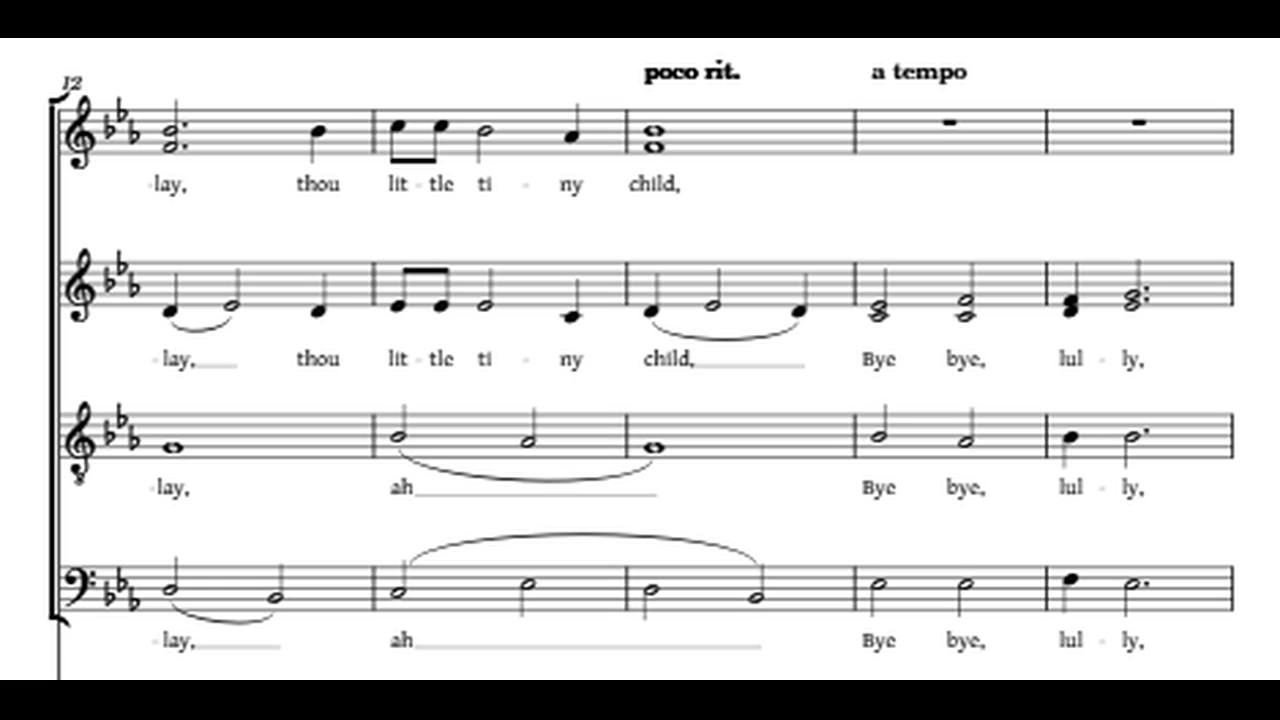 poco rit. a tempo
12
-lay, thou lit - tle ti - ny child,
-lay, thou lit - tle ti - ny child, Bye bye, lul - ly,
-lay, ah Bye bye, lul - ly,
-lay, ah Bye bye, lul - ly,